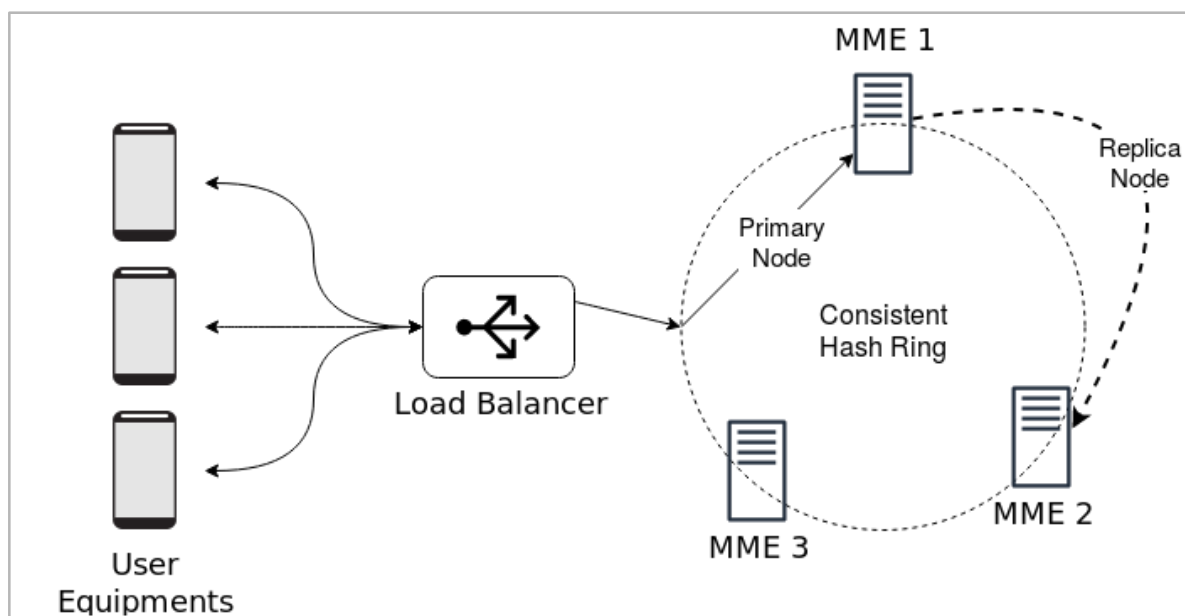 MME 1
Replica
Node
Primary
Node
Consistent
Hash Ring
Load Balancer
MME 2
MME 3
User
Equipments